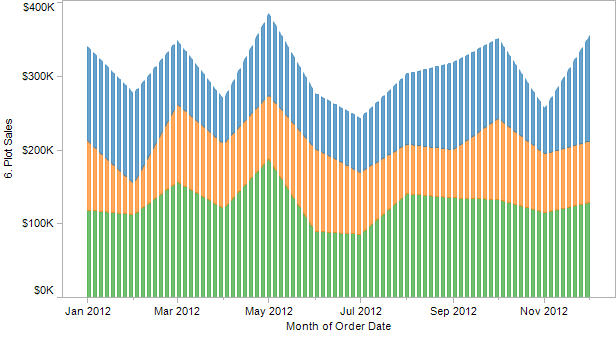 $400K
$300K
$200K
$100K
$0K
6. Plot Sales
Jan 2012 Mar 2012 May 2012 Jul 2012 Sep 2012 Nov 2012
Month of Order Date